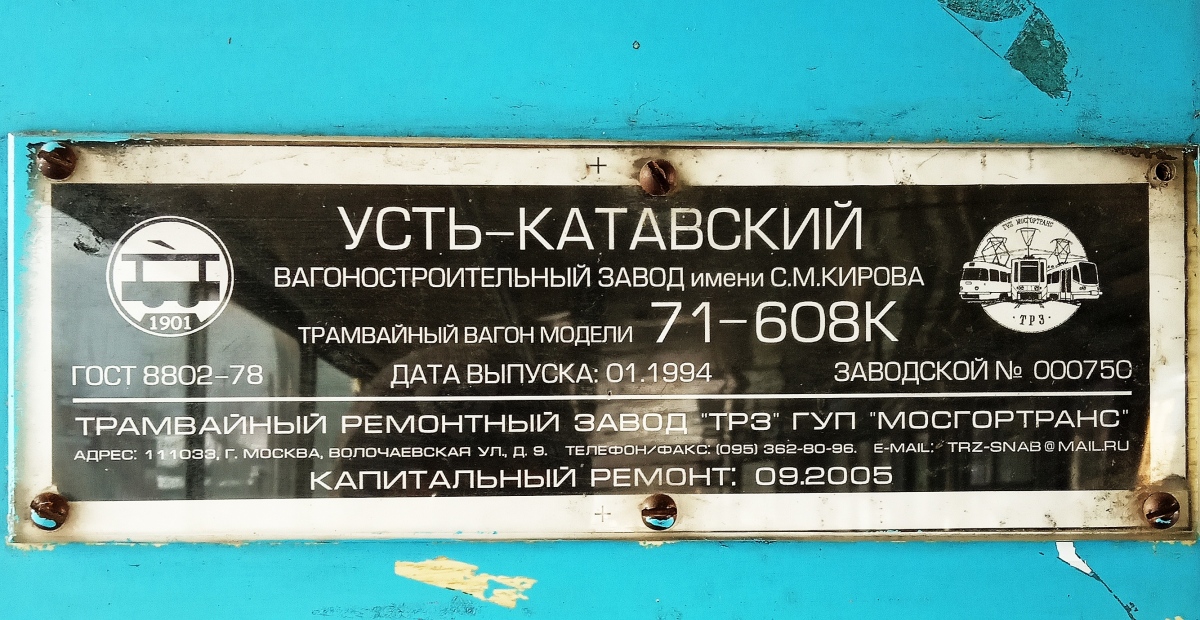 УСТЬ-КАТАВСКИЙ
ВАГОНОСТРОИТЕЛЬНЫЙ ЗАВОД имени С.М.КИРОВА
ТРАМВАЙНЫЙ ВАГОН МОДЕЛИ 71-608К
1901
ГУП МОСГОРТРАНС
·ТРЗ·
ГОСТ 8802-78 ДАТА ВЫПУСКА: 01.1994 ЗАВОДСКОЙ № 000750
ТРАМВАЙНЫЙ РЕМОНТНЫЙ ЗАВОД "ТРЗ" ГУП "МОСГОРТРАНС"
АДРЕС: 111033, Г. МОСКВА, ВОЛОЧАЕВСКАЯ УЛ., Д. 9. ТЕЛЕФОН/ФАКС: (095) 362-80-96. E-MAIL: TRZ-SNAB@MAIL.RU
КАПИТАЛЬНЫЙ РЕМОНТ: 09.2005